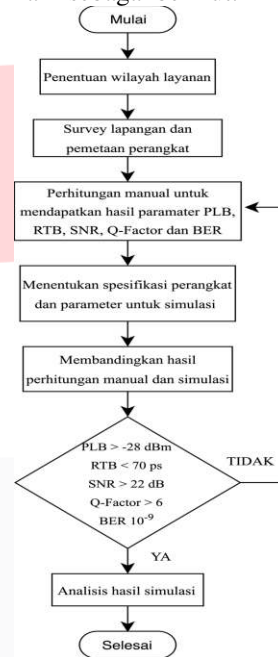 Mulai
Penentuan wilayah layanan
Survey lapangan dan
pemetaan perangkat
Perhitungan manual untuk
mendapatkan hasil paramater PLB,
RTB, SNR, Q-Factor dan BER
Menentukan spesifikasi perangkat
dan parameter untuk simulasi
Membandingkan hasil
perhitungan manual dan simulasi
PLB > -28 dBm
RTB < 70 ps
SNR > 22 dB
Q-Factor > 6
BER 10⁻⁹
TIDAK
YA
Analisis hasil simulasi
Selesai